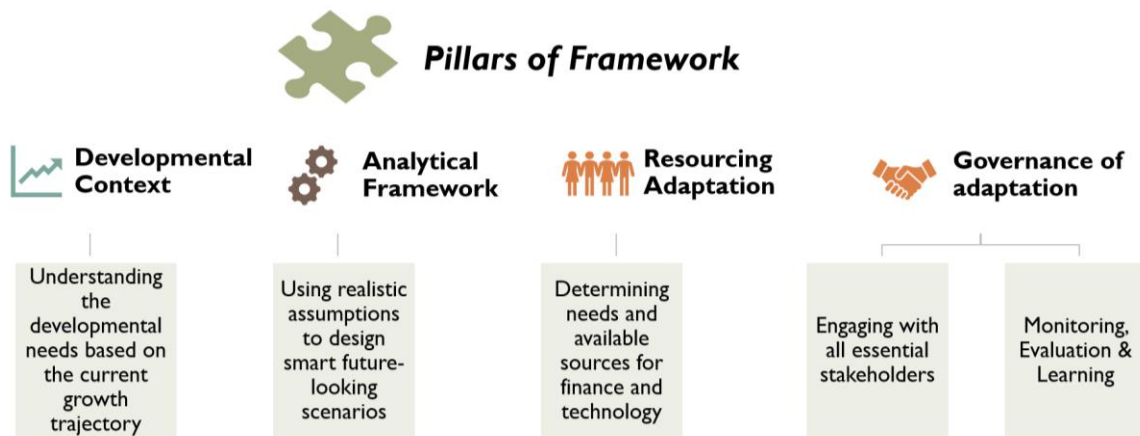 Pillars of Framework
Developmental
Context
Analytical
Framework
Resourcing
Adaptation
Governance of
adaptation
Understanding
the
developmental
needs based on
the current
growth
trajectory
Using realistic
assumptions
to design
smart future-
looking
scenarios
Determining
needs and
available
sources for
finance and
technology
Engaging with
all essential
stakeholders
Monitoring,
Evaluation &
Learning